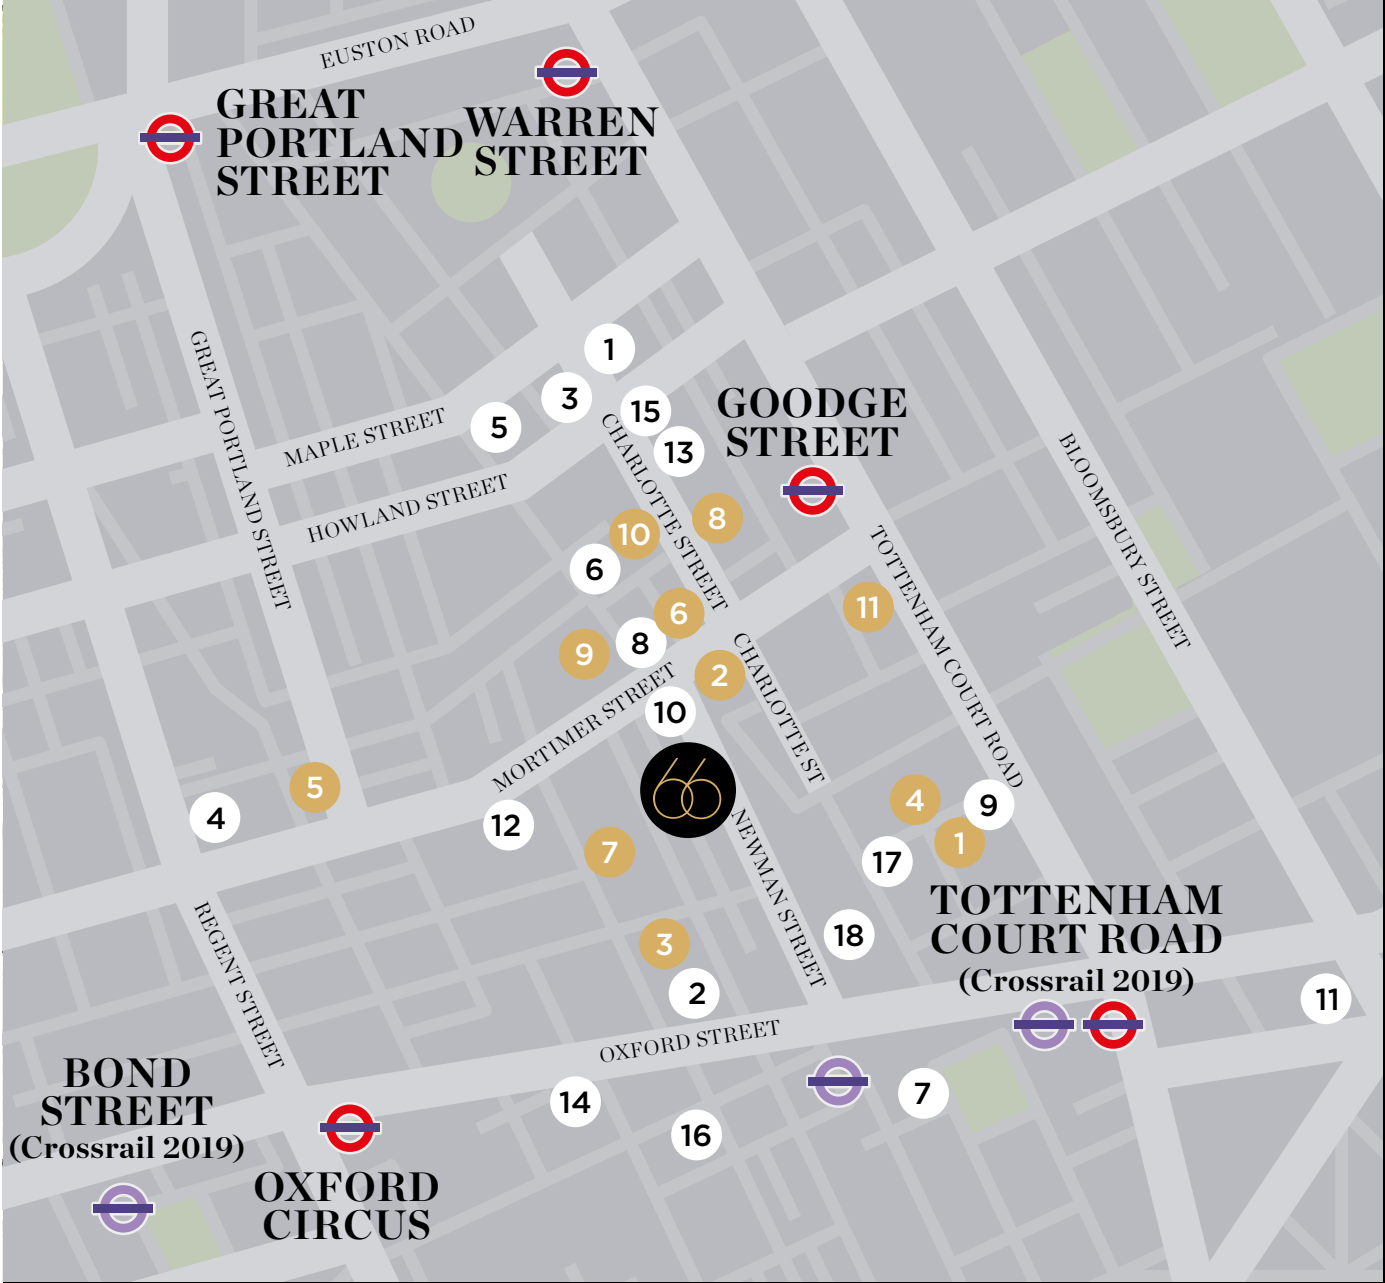 EUSTON ROAD
GREAT
PORTLAND
STREET
WARREN
STREET
1
3
15
5
13
GREAT PORTLAND STREET
MAPLE STREET
HOWLAND STREET
CHARLOTTE STREET
GOODGE
STREET
BLOOMSBURY STREET
8
10
6
6
11
TOTTENHAM COURT ROAD
8
9
2
CHARLOTTE ST
MORTIMER STREET
10
66
5
4
12
7
4
9
1
17
NEWMAN STREET
TOTTENHAM
COURT ROAD
(Crossrail 2019)
REGENT STREET
18
3
2
11
OXFORD STREET
BOND
STREET
(Crossrail 2019)
14
7
16
OXFORD
CIRCUS